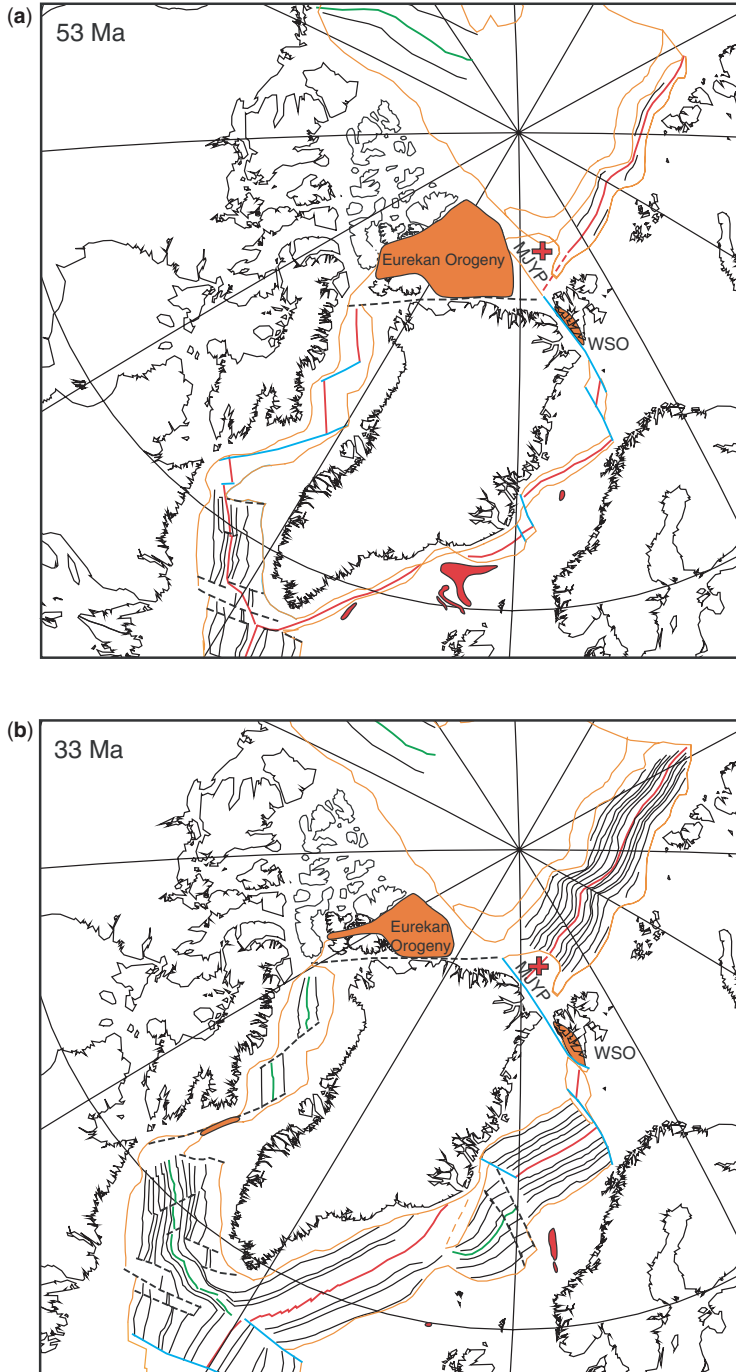 (a)
53 Ma
Eurekan Orogeny
MJYP
WSO
(b)
33 Ma
Eurekan
Orogeny
MJYP
WSO